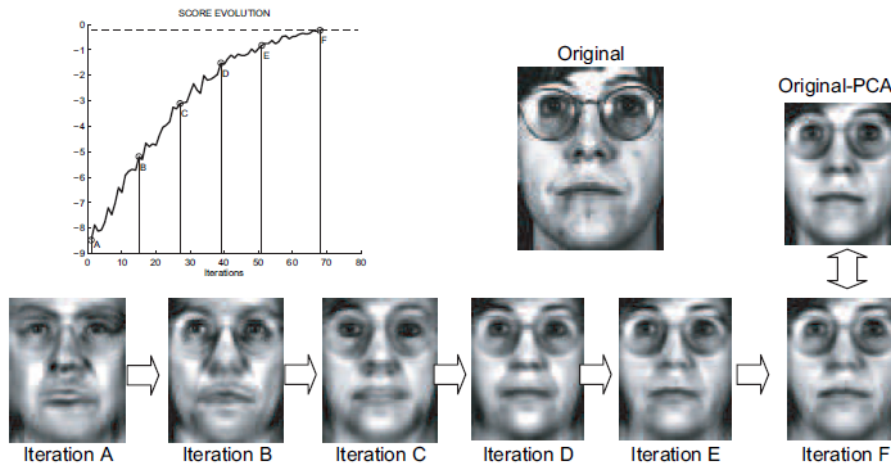 SCORE EVOLUTION
0
-1
-2
-3
-4
-5
-6
-7
-8
-9
A
B
C
D
E
F
0 10 20 30 40 50 60 70 80
Iterations
Original
Original-PCA
Iteration A Iteration B Iteration C Iteration D Iteration E Iteration F